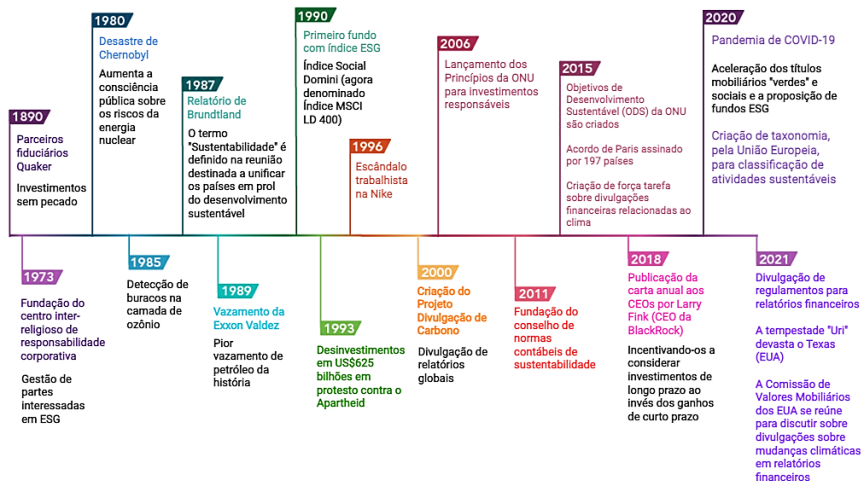 1890
Parceiros
fiduciários
Quaker
Investimentos
sem pecado
1973
Fundação do
centro inter-
religioso de
responsabilidade
corporativa
Gestão de
partes
interessadas
em ESG
1980
Desastre de
Chernobyl
Aumenta a
consciência
pública sobre
os riscos da
energia
nuclear
1985
Detecção de
buracos na
camada de
ozônio
1987
Relatório de
Brundtland
O termo
"Sustentabilidade" é
definido na reunião
destinada a unificar
os países em prol
do desenvolvimento
sustentável
1989
Vazamento da
Exxon Valdez
Pior
vazamento de
petróleo da
história
1990
Primeiro fundo
com índice ESG
Índice Social
Domini (agora
denominado
Índice MSCI
LD 400)
1993
Desinvestimentos
em US$625
bilhões em
protesto contra o
Apartheid
1996
Escândalo
trabalhista
na Nike
2000
Criação do
Projeto
Divulgação de
Carbono
Divulgação de
relatórios
globais
2006
Lançamento dos
Princípios da ONU
para investimentos
responsáveis
2011
Fundação do
conselho de
normas
contábeis de
sustentabilidade
2015
Objetivos de
Desenvolvimento
Sustentável (ODS) da ONU
são criados
Acordo de Paris assinado
por 197 países
Criação de força tarefa
sobre divulgações
financeiras relacionadas ao
clima
2018
Publicação da
carta anual aos
CEOs por Larry
Fink (CEO da
BlackRock)
Incentivando-os a
considerar
investimentos de
longo prazo ao
invés dos ganhos
de curto prazo
2020
Pandemia de COVID-19
Aceleração dos títulos
mobiliários "verdes" e
sociais e a proposição de
fundos ESG
Criação de taxonomia,
pela União Europeia,
para classificação de
atividades sustentáveis
2021
Divulgação de
regulamentos para
relatórios financeiros
A tempestade "Uri"
devasta o Texas
(EUA)
A Comissão de
Valores Mobiliários
dos EUA se reúne
para discutir sobre
divulgações sobre
mudanças climáticas
em relatórios
financeiros